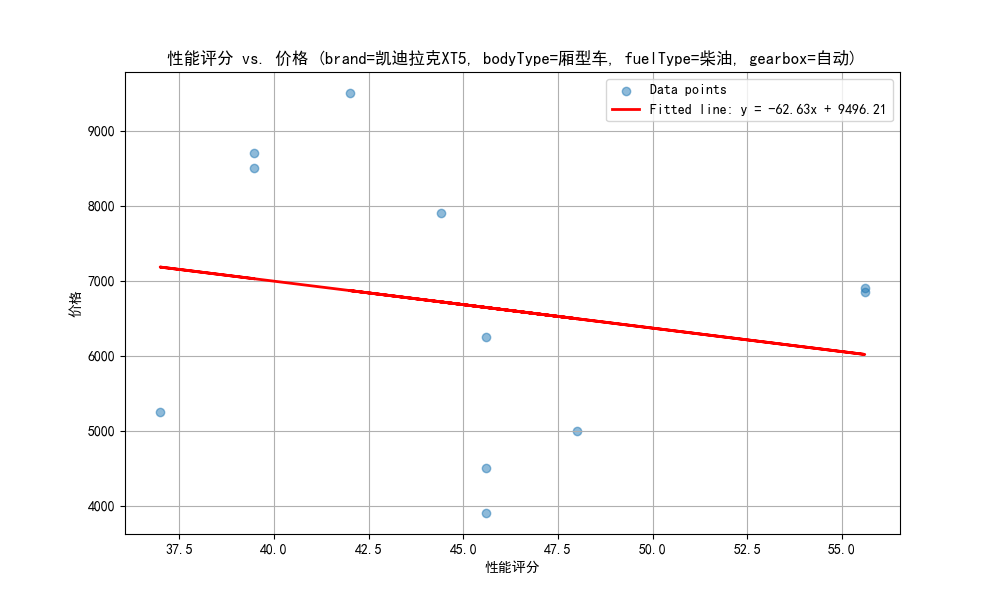 性能评分 vs. 价格 (brand=凯迪拉克XT5, bodyType=厢型车, fuelType=柴油, gearbox=自动)
Data points
Fitted line: y = -62.63x + 9496.21
9000
8000
7000
6000
5000
4000
价格
37.5 40.0 42.5 45.0 47.5 50.0 52.5 55.0
性能评分